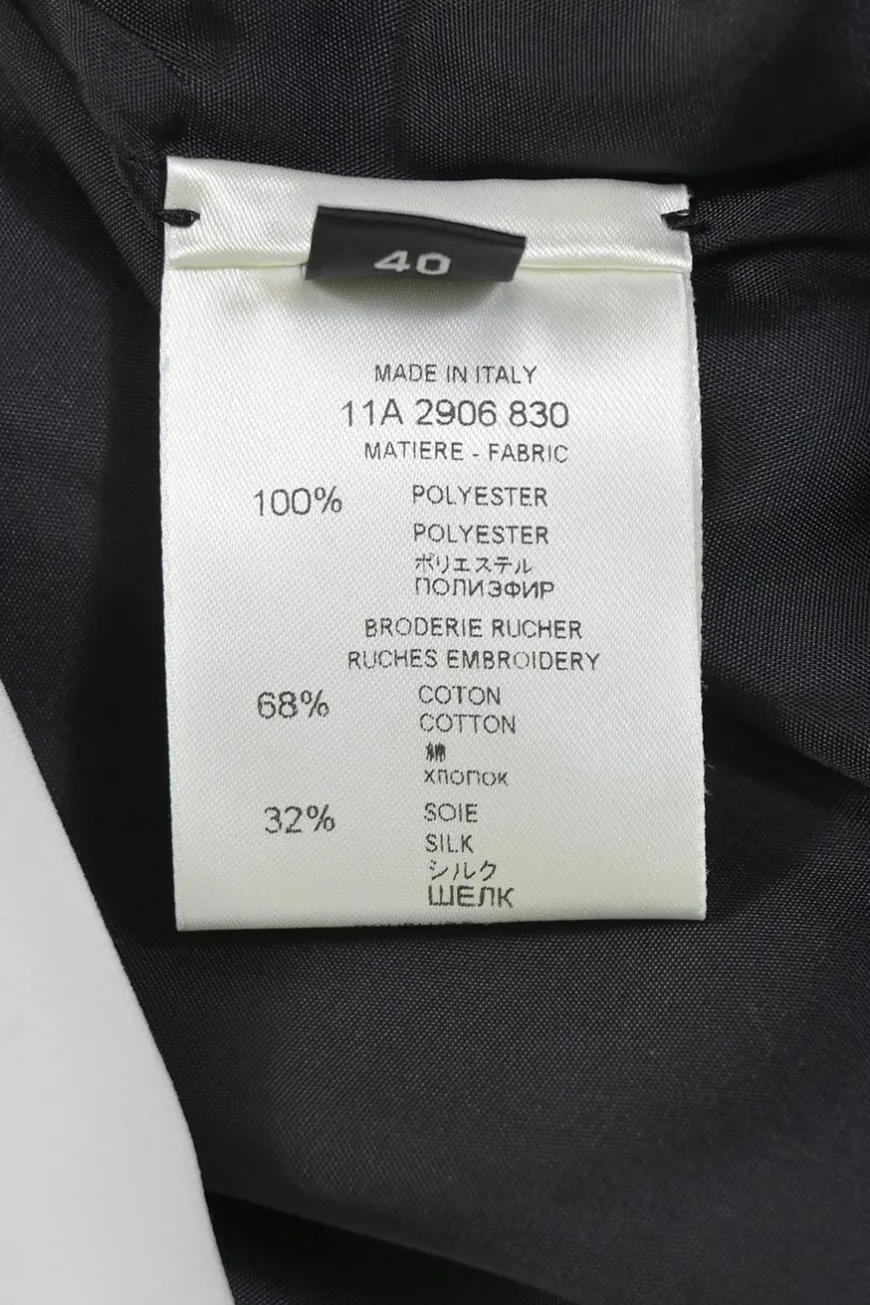 40
MADE IN ITALY
11A 2906 830
MATIERE - FABRIC
100% POLYESTER
POLYESTER
ポリエステル
ПОЛИЭФИР
BRODERIE RUCHER
RUCHES EMBROIDERY
68% COTON
COTTON
綿
ХЛОПОК
32% SOIE
SILK
シルク
ШЕЛК